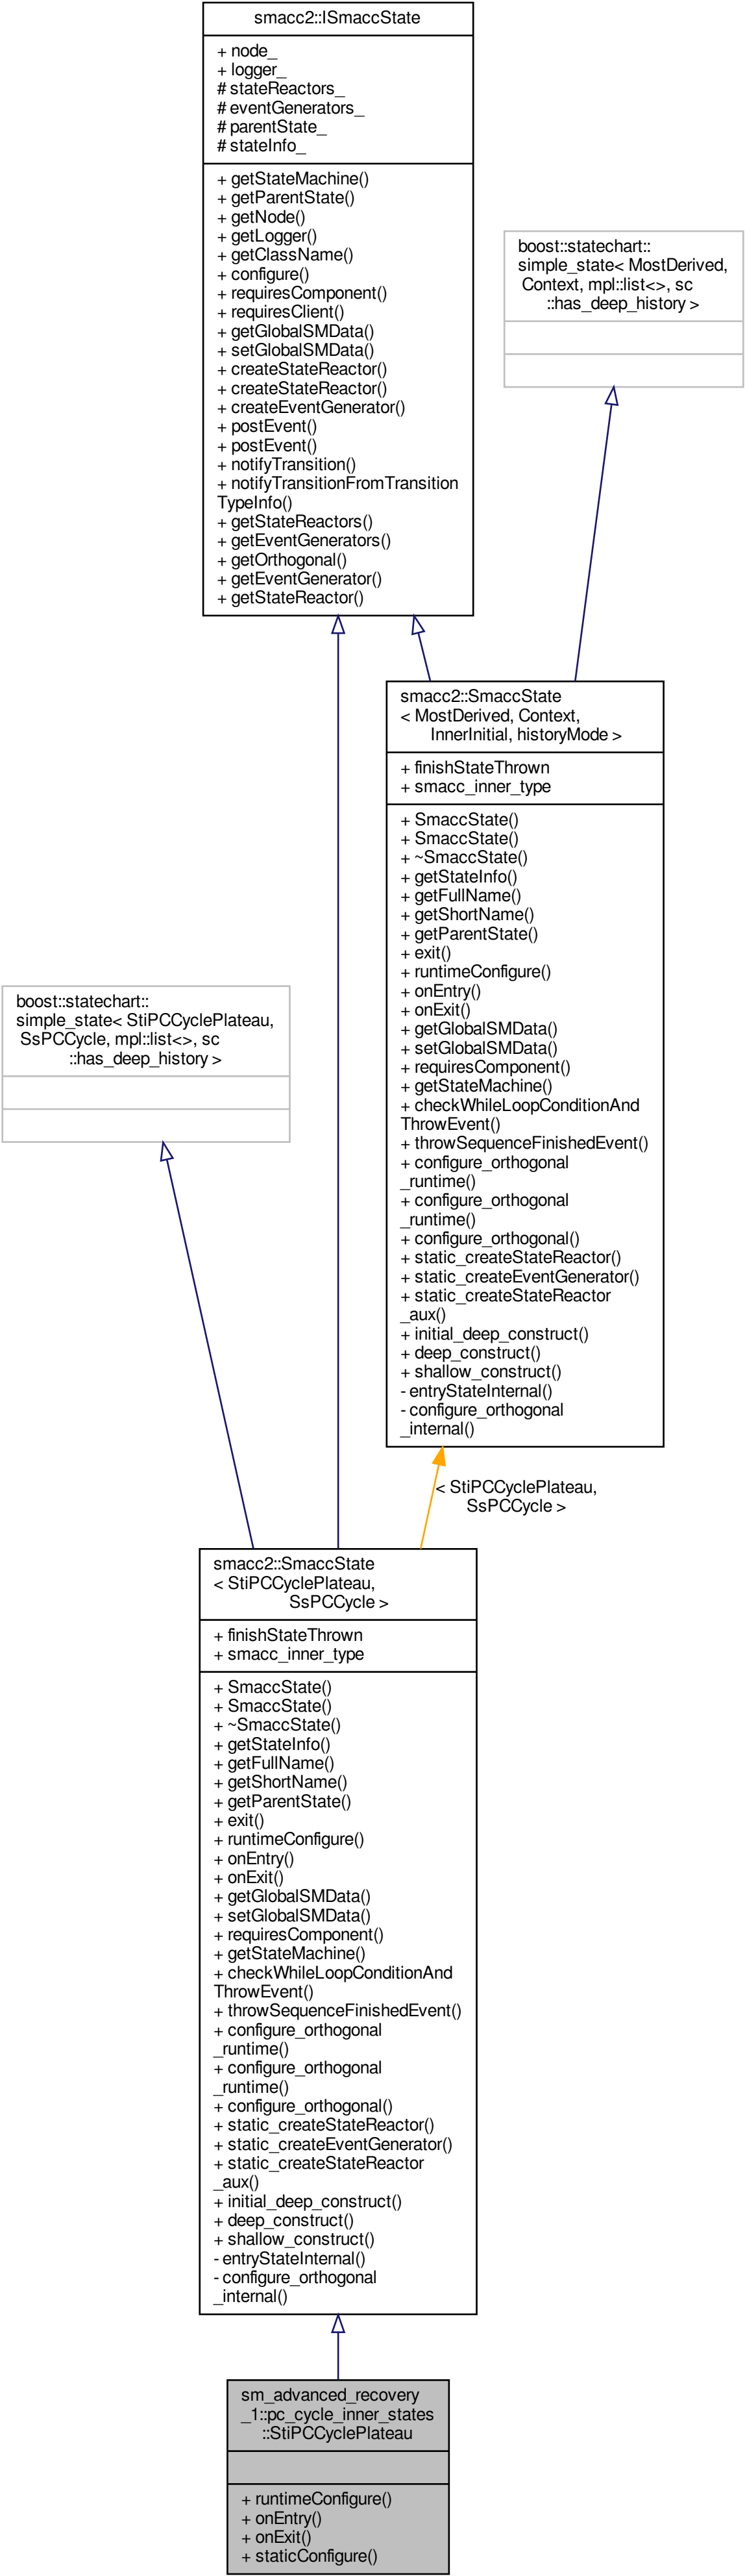 smacc2::ISmaccState
+ node_
+ logger_
# stateReactors_
# eventGenerators_
# parentState_
# stateInfo_
+ getStateMachine()
+ getParentState()
+ getNode()
+ getLogger()
+ getClassName()
+ configure()
+ requiresComponent()
+ requiresClient()
+ getGlobalSMData()
+ setGlobalSMData()
+ createStateReactor()
+ createStateReactor()
+ createEventGenerator()
+ postEvent()
+ postEvent()
+ notifyTransition()
+ notifyTransitionFromTransition
TypeInfo()
+ getStateReactors()
+ getEventGenerators()
+ getOrthogonal()
+ getEventGenerator()
+ getStateReactor()
boost::statechart::
simple_state< MostDerived,
Context, mpl::list<>, sc
::has_deep_history >
smacc2::SmaccState
< MostDerived, Context,
InnerInitial, historyMode >
+ finishStateThrown
+ smacc_inner_type
+ SmaccState()
+ SmaccState()
+ ~SmaccState()
+ getStateInfo()
+ getFullName()
+ getShortName()
+ getParentState()
+ exit()
+ runtimeConfigure()
+ onEntry()
+ onExit()
+ getGlobalSMData()
+ setGlobalSMData()
+ requiresComponent()
+ getStateMachine()
+ checkWhileLoopConditionAnd
ThrowEvent()
+ throwSequenceFinishedEvent()
+ configure_orthogonal
_runtime()
+ configure_orthogonal
_runtime()
+ configure_orthogonal()
+ static_createStateReactor()
+ static_createEventGenerator()
+ static_createStateReactor
_aux()
+ initial_deep_construct()
+ deep_construct()
+ shallow_construct()
- entryStateInternal()
- configure_orthogonal
_internal()
boost::statechart::
simple_state< StiPCCyclePlateau,
SsPCCycle, mpl::list<>, sc
::has_deep_history >
< StiPCCyclePlateau,
SsPCCycle >
smacc2::SmaccState
< StiPCCyclePlateau,
SsPCCycle >
+ finishStateThrown
+ smacc_inner_type
+ SmaccState()
+ SmaccState()
+ ~SmaccState()
+ getStateInfo()
+ getFullName()
+ getShortName()
+ getParentState()
+ exit()
+ runtimeConfigure()
+ onEntry()
+ onExit()
+ getGlobalSMData()
+ setGlobalSMData()
+ requiresComponent()
+ getStateMachine()
+ checkWhileLoopConditionAnd
ThrowEvent()
+ throwSequenceFinishedEvent()
+ configure_orthogonal
_runtime()
+ configure_orthogonal
_runtime()
+ configure_orthogonal()
+ static_createStateReactor()
+ static_createEventGenerator()
+ static_createStateReactor
_aux()
+ initial_deep_construct()
+ deep_construct()
+ shallow_construct()
- entryStateInternal()
- configure_orthogonal
_internal()
sm_advanced_recovery
_1::pc_cycle_inner_states
::StiPCCyclePlateau
+ runtimeConfigure()
+ onEntry()
+ onExit()
+ staticConfigure()